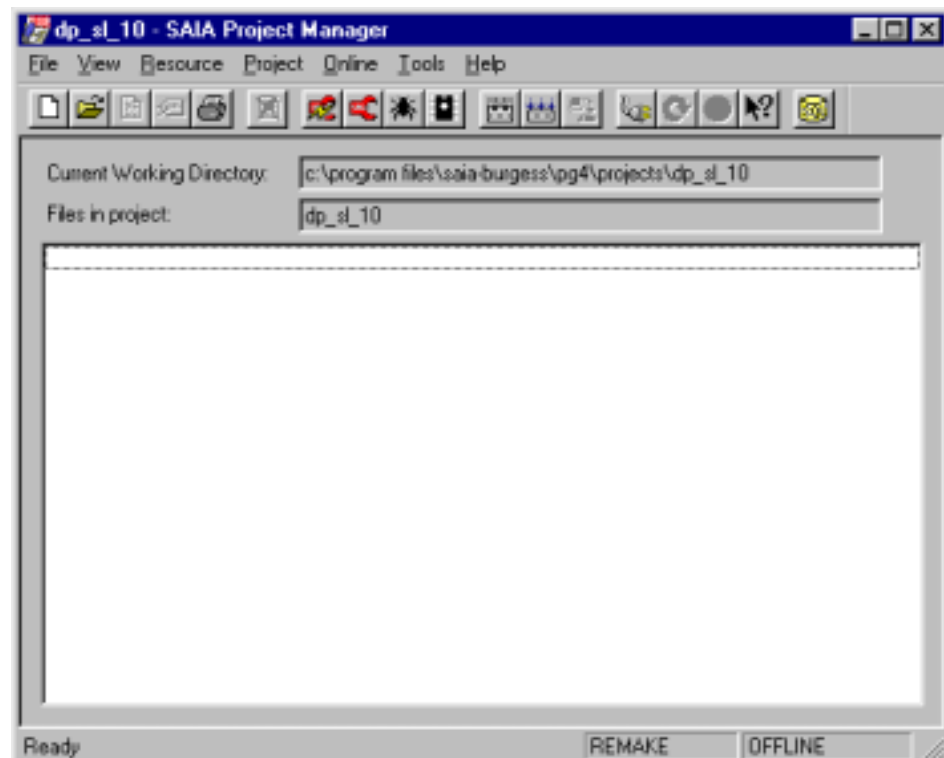 dp_sl_10 - SAIA Project Manager
File View Resource Project Online Tools Help
Current Working Directory: c:\program files\saia-burgess\pg4\projects\dp_sl_10
Files in project: dp_sl_10
Ready REMAKE OFFLINE